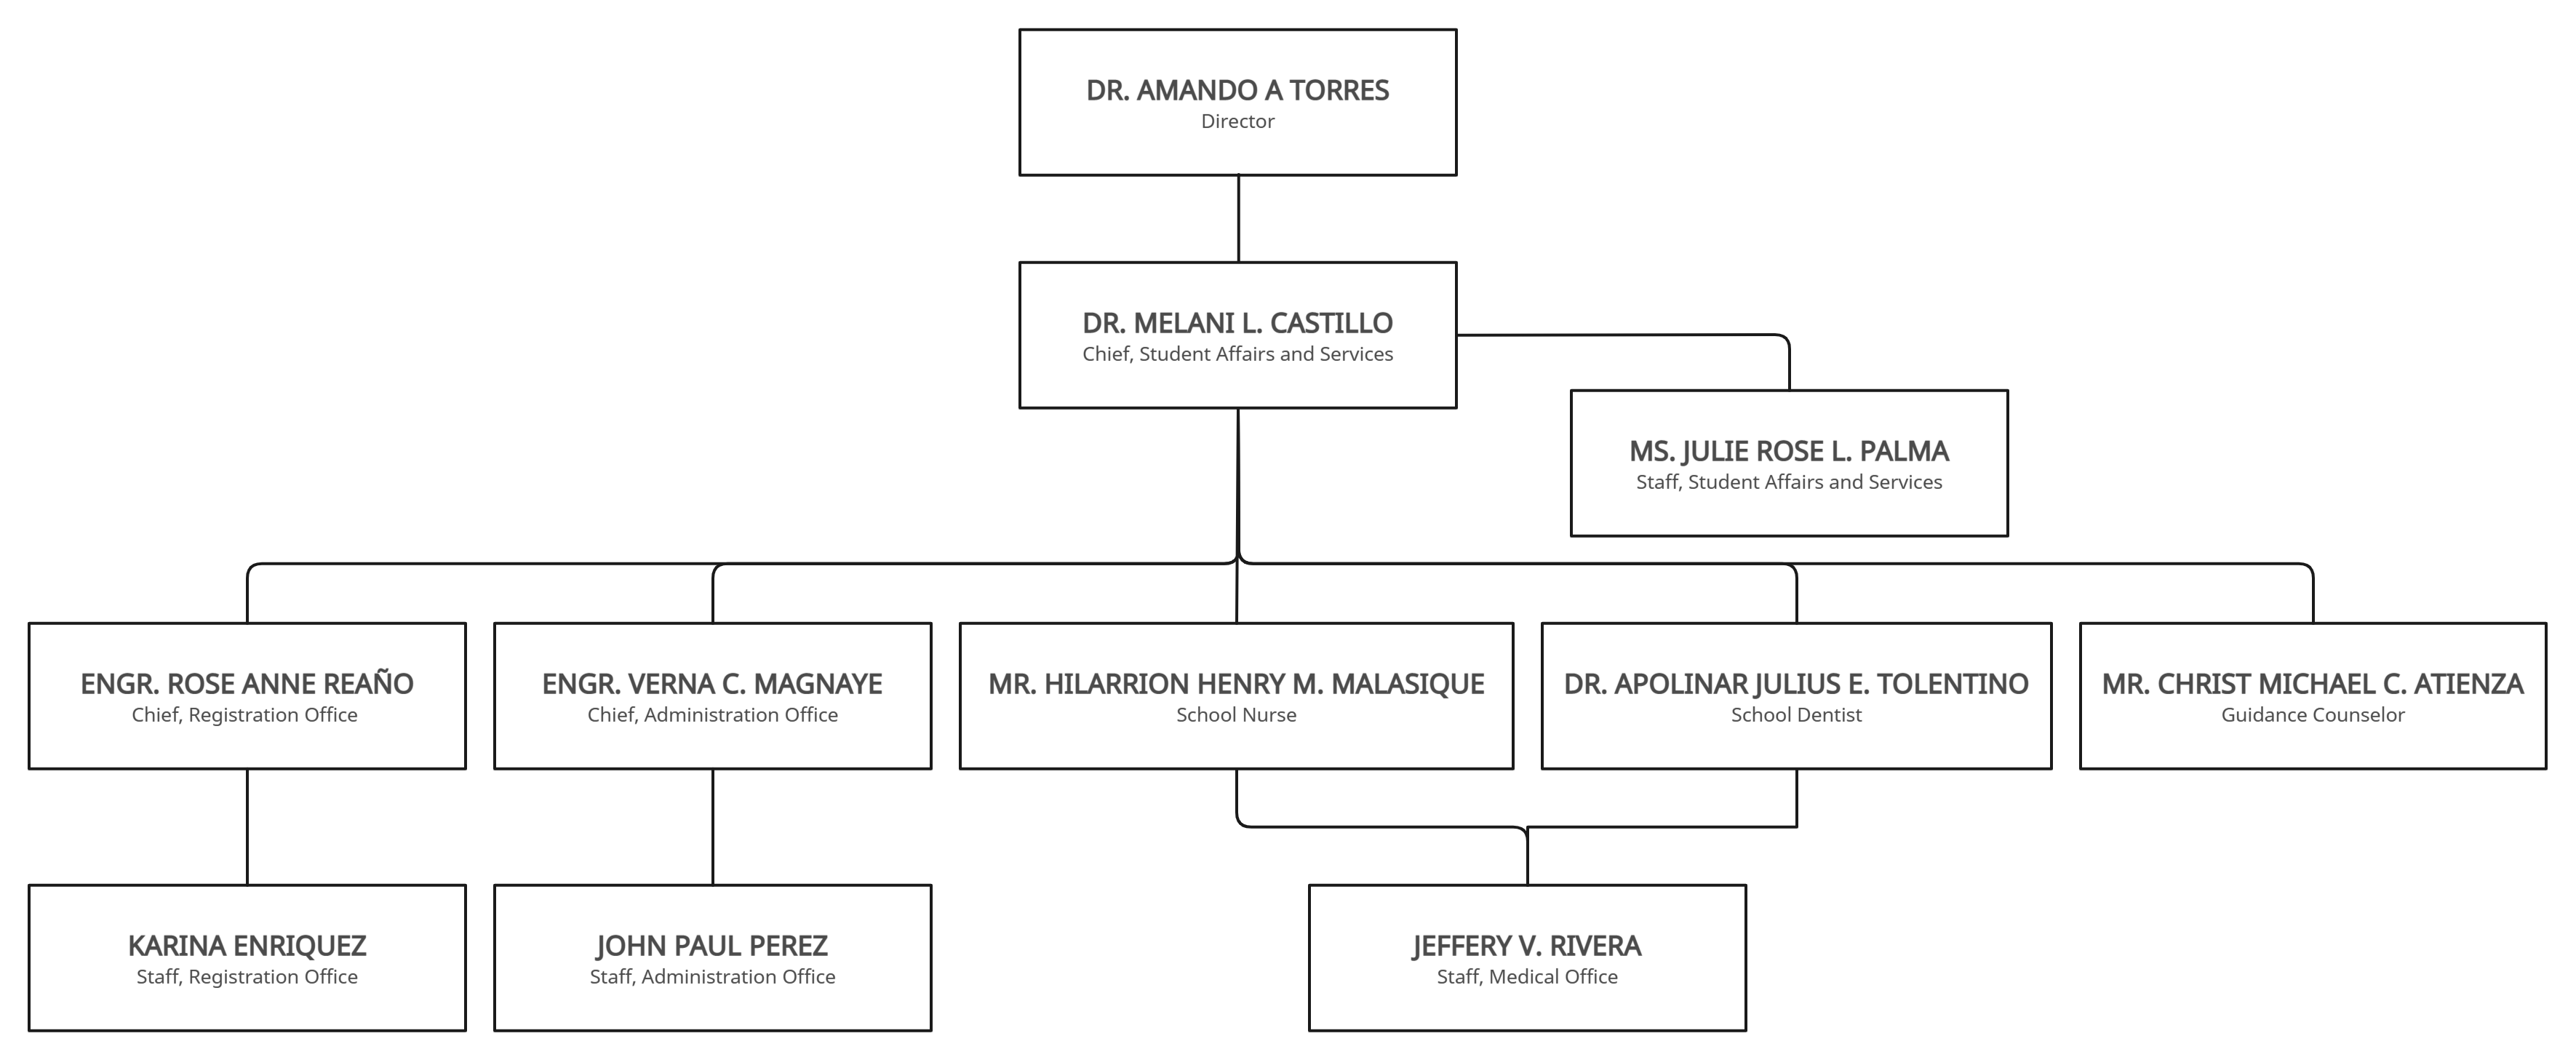 DR. AMANDO A TORRES
Director
DR. MELANI L. CASTILLO
Chief, Student Affairs and Services
MS. JULIE ROSE L. PALMA
Staff, Student Affairs and Services
ENGR. ROSE ANNE REAÑO
Chief, Registration Office
ENGR. VERNA C. MAGNAYE
Chief, Administration Office
MR. HILARRION HENRY M. MALASIQUE
School Nurse
DR. APOLINAR JULIUS E. TOLENTINO
School Dentist
MR. CHRIST MICHAEL C. ATIENZA
Guidance Counselor
KARINA ENRIQUEZ
Staff, Registration Office
JOHN PAUL PEREZ
Staff, Administration Office
JEFFERY V. RIVERA
Staff, Medical Office